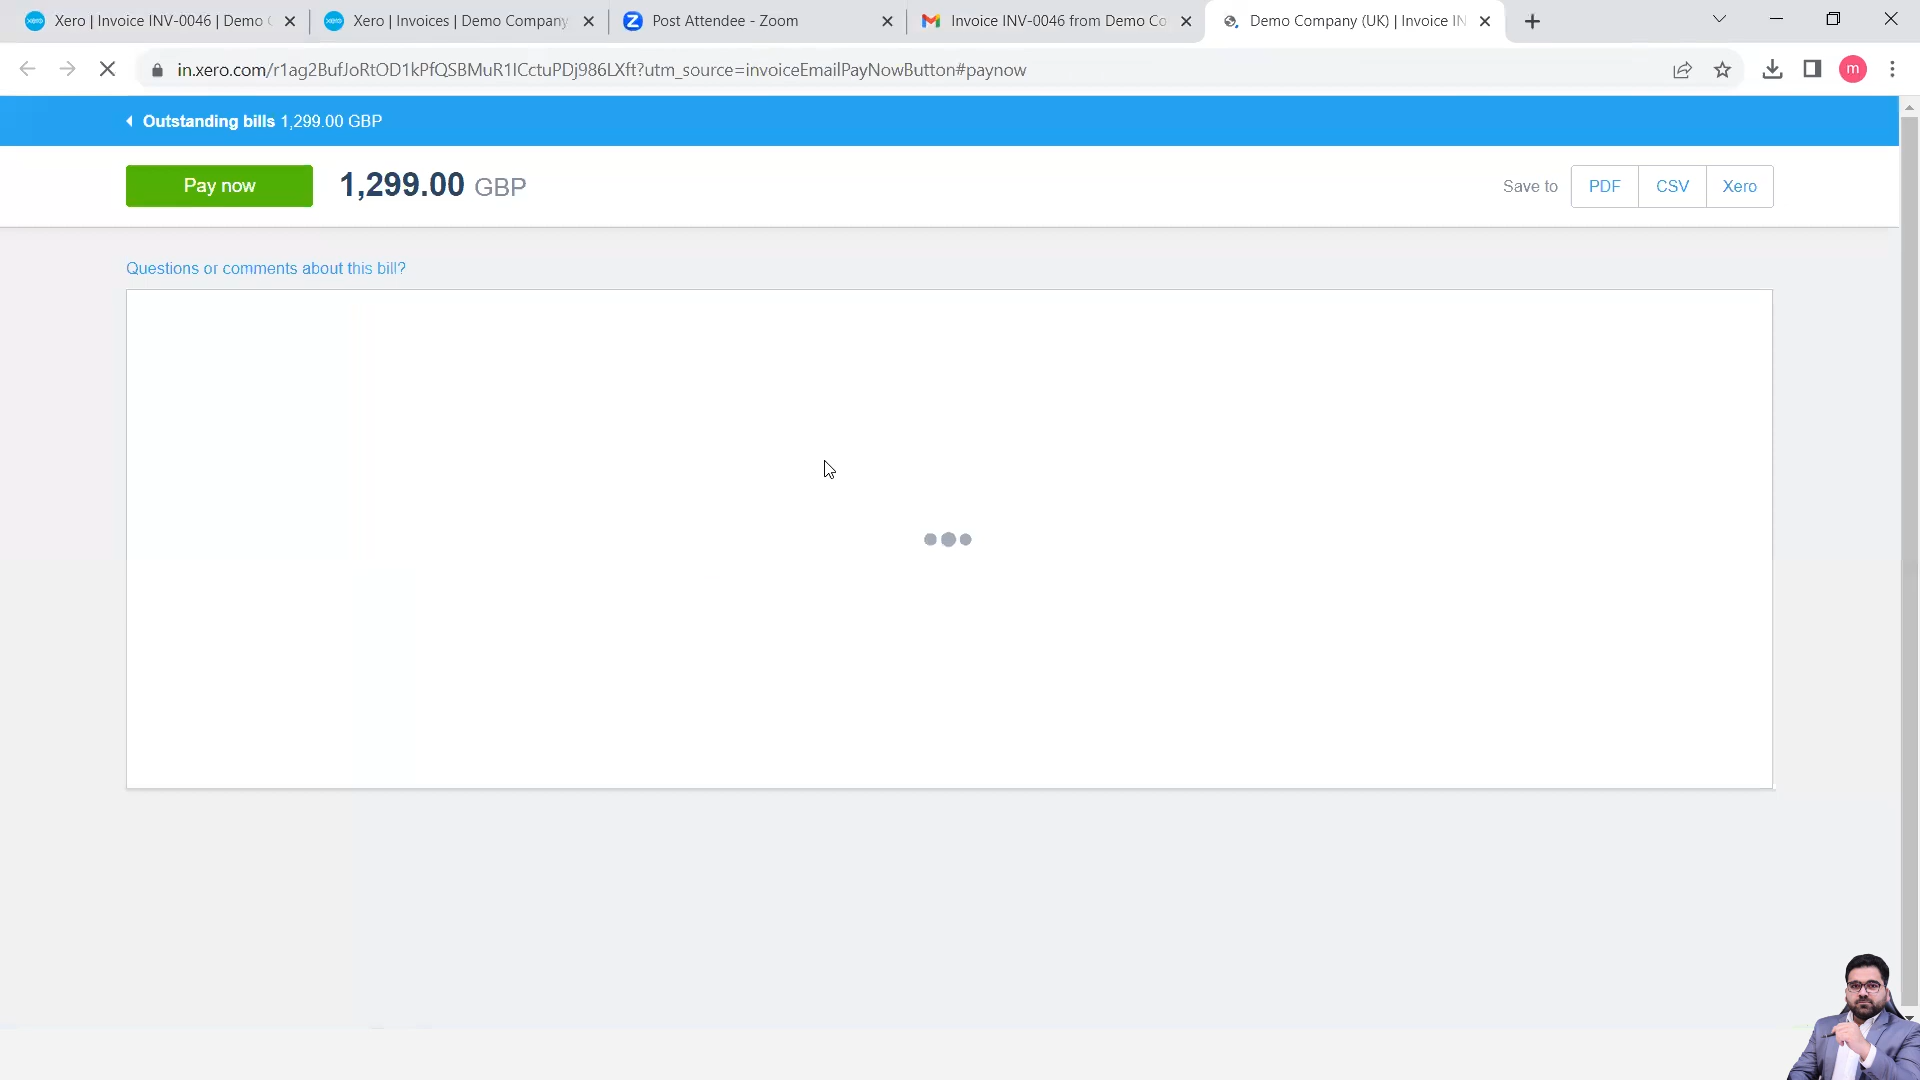 Xero | Invoice INV-0046 | Demo
Xero | Invoices | Demo Company
Post Attendee - Zoom
Invoice INV-0046 from Demo Co
Demo Company (UK) | Invoice IN
in.xero.com/r1ag2BufJoRtOD1kPfQSBMuR1ICctuPDj986LXft?utm_source=invoiceEmailPayNowButton#paynow
m
Outstanding bills 1,299.00 GBP
Pay now
1,299.00 GBP
Save to
PDF
CSV
Xero
Questions or comments about this bill?